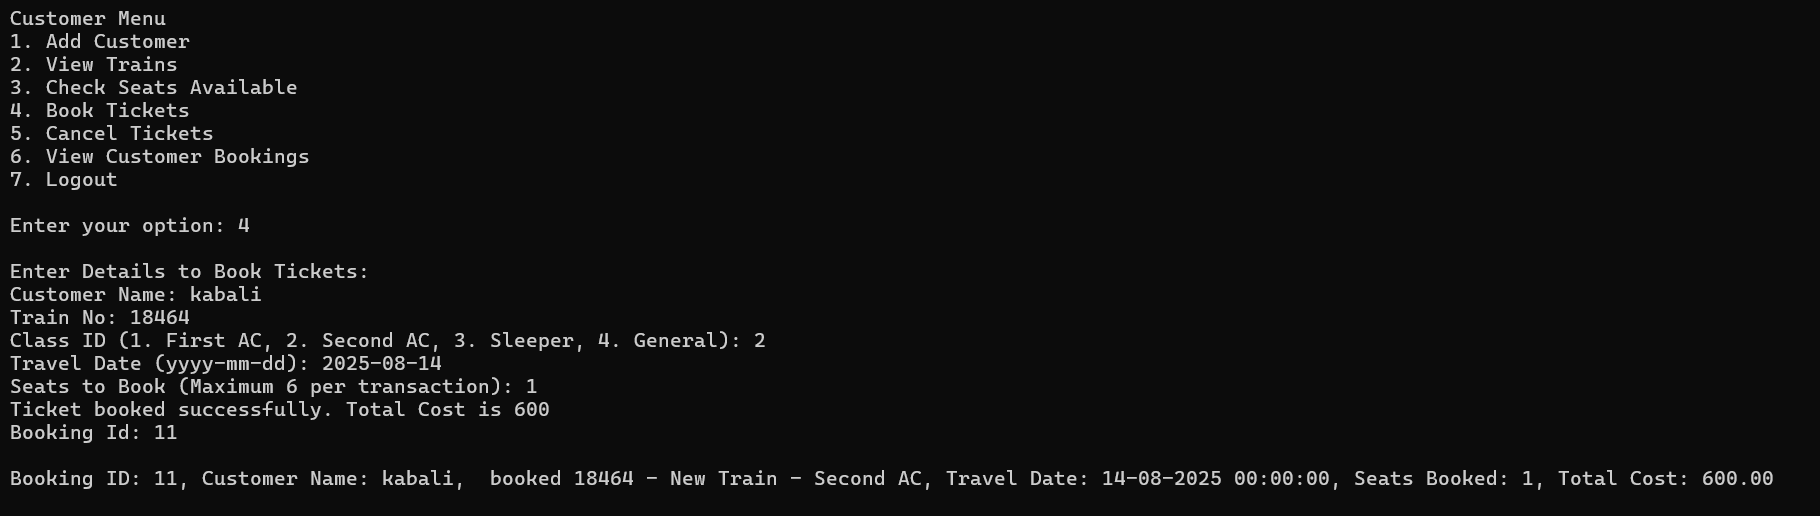 Customer Menu
1. Add Customer
2. View Trains
3. Check Seats Available
4. Book Tickets
5. Cancel Tickets
6. View Customer Bookings
7. Logout
Enter your option: 4
Enter Details to Book Tickets:
Customer Name: kabali
Train No: 18464
Class ID (1. First AC, 2. Second AC, 3. Sleeper, 4. General): 2
Travel Date (yyyy-mm-dd): 2025-08-14
Seats to Book (Maximum 6 per transaction): 1
Ticket booked successfully. Total Cost is 600
Booking Id: 11
Booking ID: 11, Customer Name: kabali,  booked 18464 - New Train - Second AC, Travel Date: 14-08-2025 00:00:00, Seats Booked: 1, Total Cost: 600.00